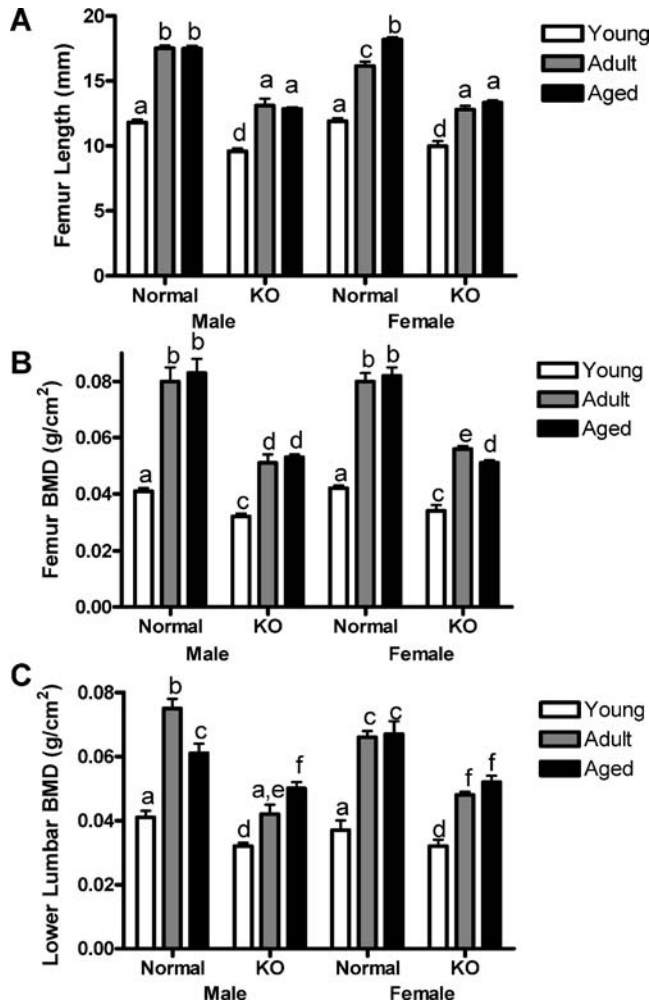 A
Femur Length (mm)
20
15
10
5
0
a b b d a a a c b d a a
Young
Adult
Aged
Normal KO Normal KO
Male Female
B
Femur BMD (g/cm²)
0.08
0.06
0.04
0.02
0.00
a b b c d d a b b c e d
Young
Adult
Aged
Normal KO Normal KO
Male Female
C
Lower Lumbar BMD (g/cm²)
0.08
0.06
0.04
0.02
0.00
a b c d a,e f a c c d f f
Young
Adult
Aged
Normal KO Normal KO
Male Female